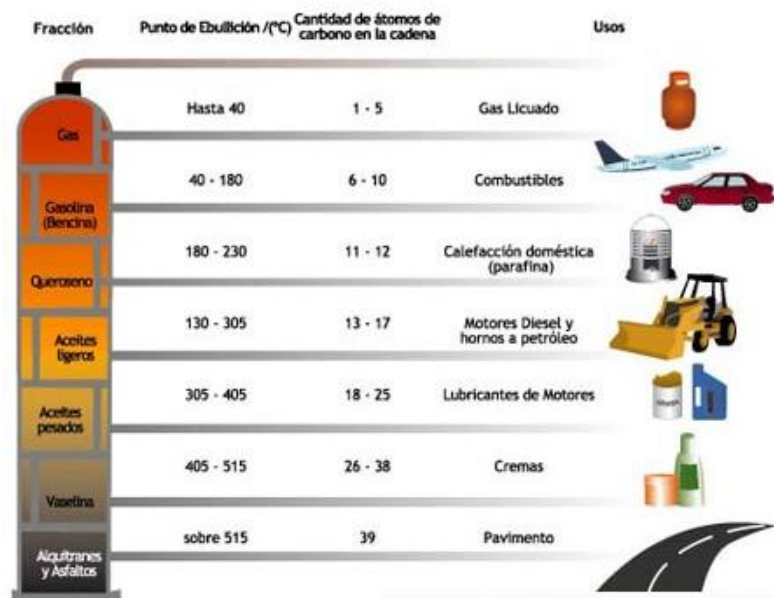 Fracción
Punto de Ebullición /(ºC)
Cantidad de átomos de
carbono en la cadena
Usos
Gas
Hasta 40
1 - 5
Gas Licuado
Gasolina
(Bencina)
40 - 180
6 - 10
Combustibles
Queroseno
180 - 230
11 - 12
Calefacción doméstica
(parafina)
Aceites
ligeros
130 - 305
13 - 17
Motores Diesel y
hornos a petróleo
Aceites
pesados
305 - 405
18 - 25
Lubricantes de Motores
Vaselina
405 - 515
26 - 38
Cremas
Alquitranes
y Asfaltos
sobre 515
39
Pavimento